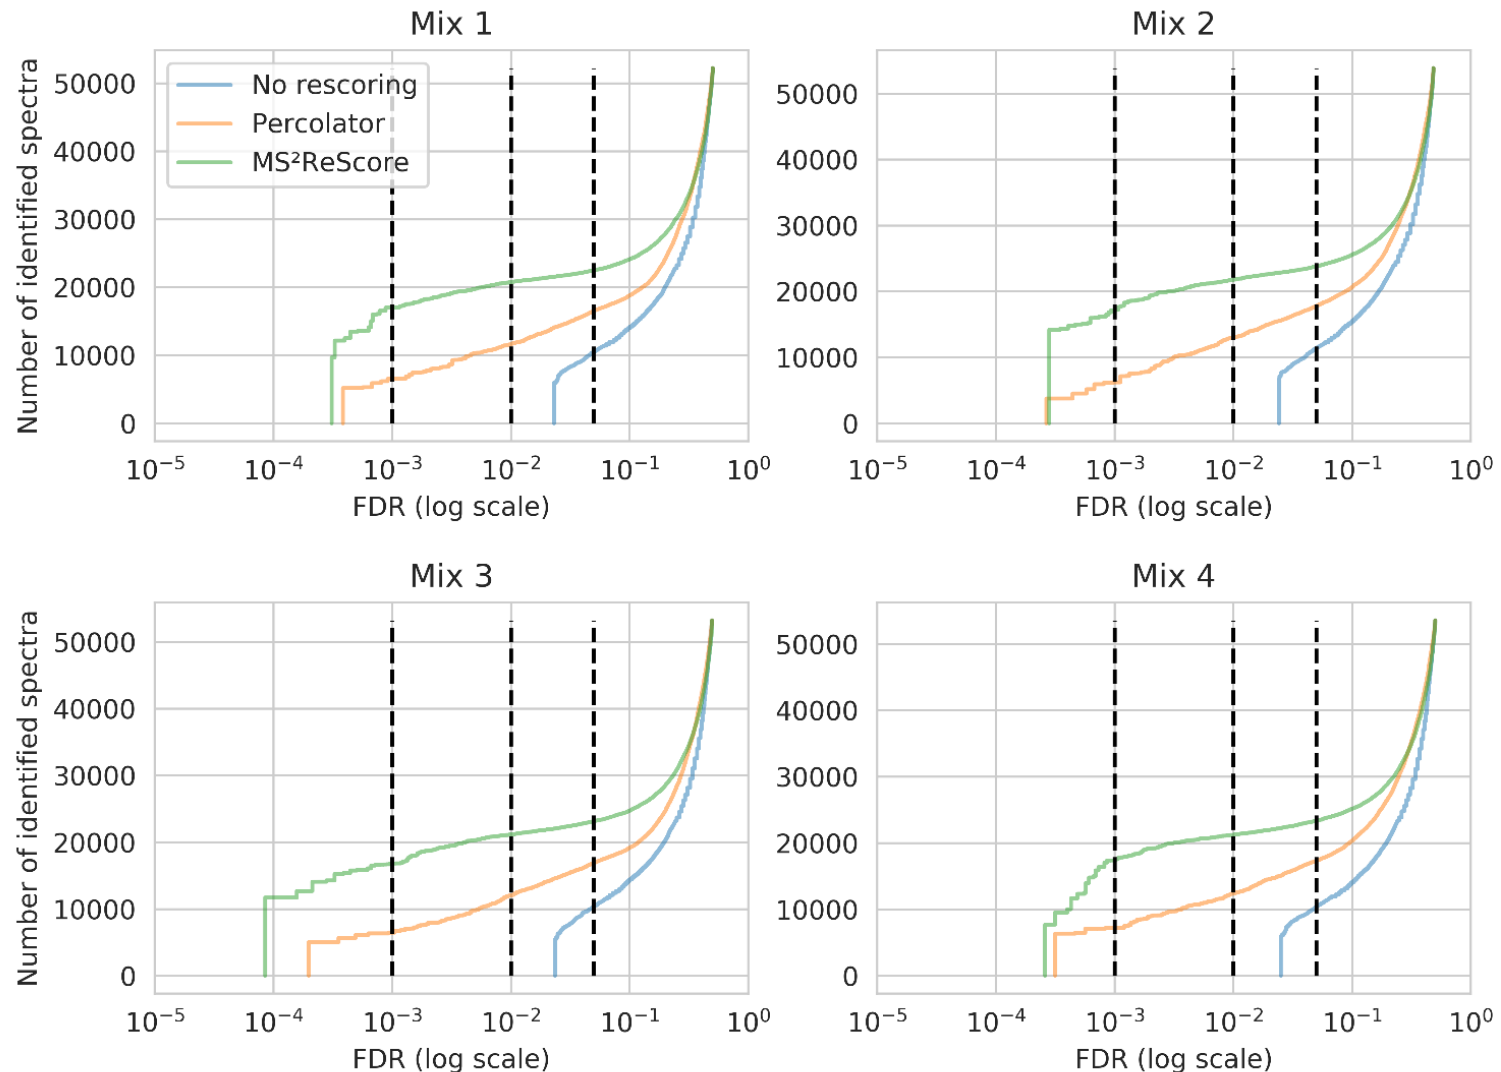 Mix 1
Number of identified spectra
50000
40000
30000
20000
10000
0
No rescoring
Percolator
MS²ReScore
10⁻⁵ 10⁻⁴ 10⁻³ 10⁻² 10⁻¹ 10⁰
FDR (log scale)
Mix 2
50000
40000
30000
20000
10000
0
10⁻⁵ 10⁻⁴ 10⁻³ 10⁻² 10⁻¹ 10⁰
FDR (log scale)
Mix 3
Number of identified spectra
50000
40000
30000
20000
10000
0
10⁻⁵ 10⁻⁴ 10⁻³ 10⁻² 10⁻¹ 10⁰
FDR (log scale)
Mix 4
50000
40000
30000
20000
10000
0
10⁻⁵ 10⁻⁴ 10⁻³ 10⁻² 10⁻¹ 10⁰
FDR (log scale)